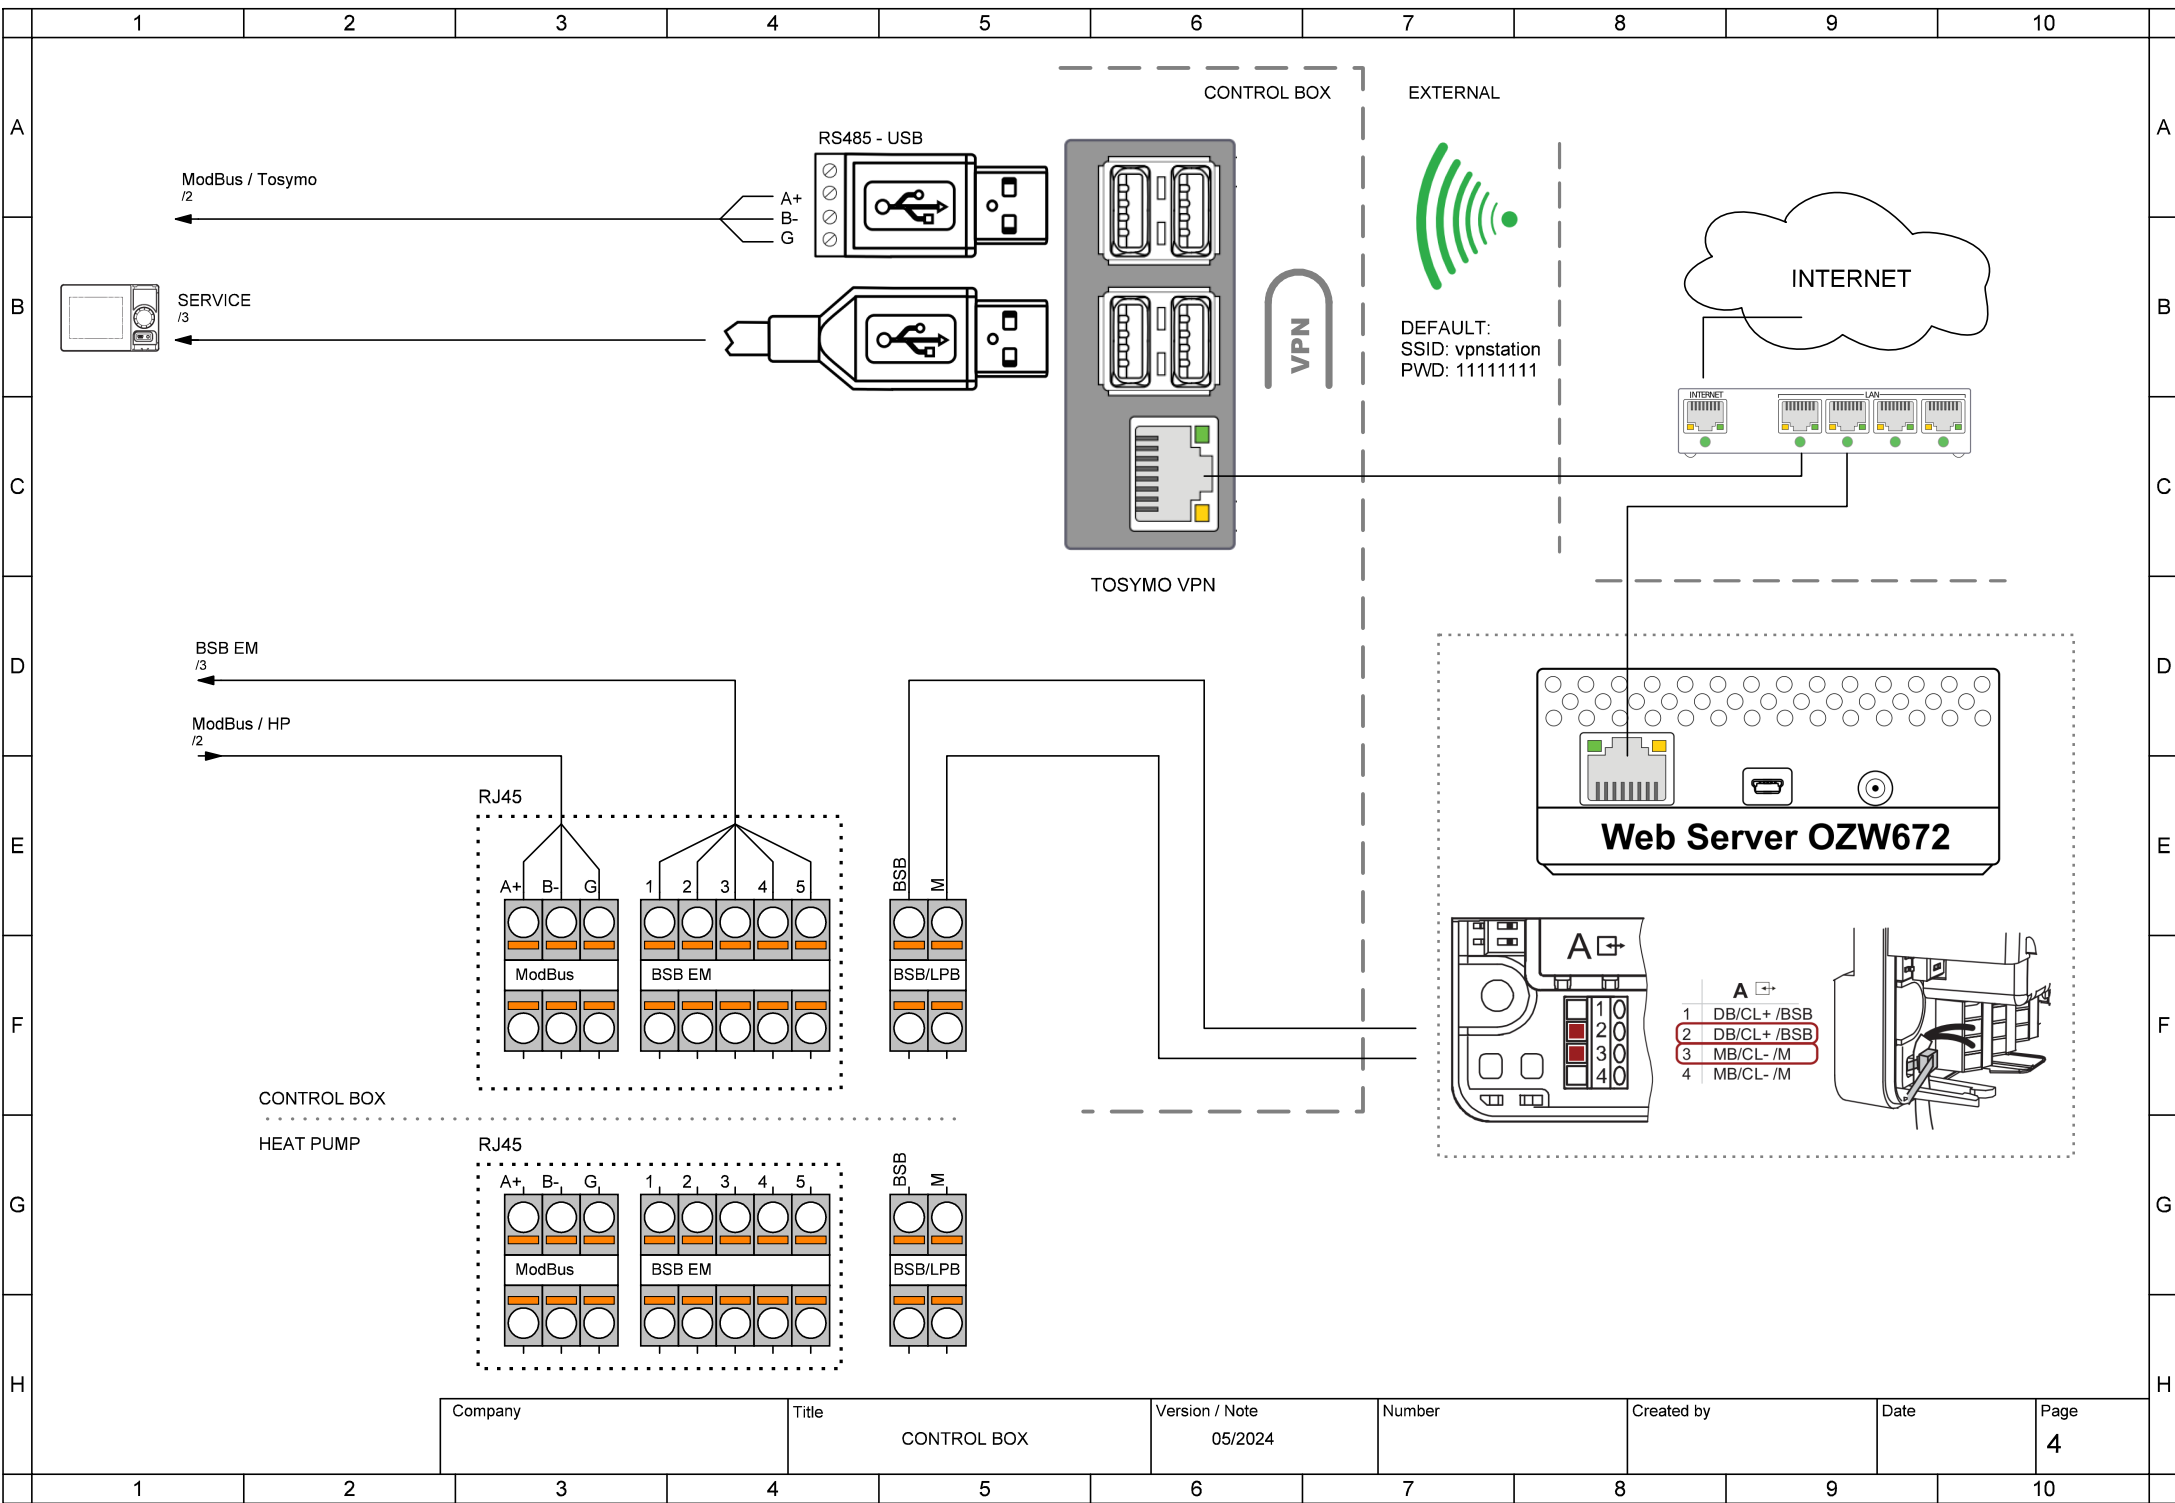 1 2 3 4 5 6 7 8 9 10
CONTROL BOX
EXTERNAL
A
A
RS485 - USB
ModBus / Tosymo
/2
A+
B-
G
INTERNET
B
B
SERVICE
/3
VPN
DEFAULT:
SSID: vpnstation
PWD: 11111111
INTERNET
LAN
C
C
TOSYMO VPN
BSB EM
/3
D
D
ModBus / HP
/2
RJ45
Web Server OZW672
E
E
A+ B- G 1 2 3 4 5 BSB M
A
ModBus BSB EM BSB/LPB
A
1 DB/CL+ /BSB
2 DB/CL+ /BSB
3 MB/CL- /M
4 MB/CL- /M
1
2
3
4
F
F
CONTROL BOX
HEAT PUMP
RJ45
A+ B- G 1 2 3 4 5 BSB M
G
G
ModBus BSB EM BSB/LPB
H
H
Company
Title
CONTROL BOX
Version / Note
05/2024
Number
Created by
Date
Page
4
1 2 3 4 5 6 7 8 9 10